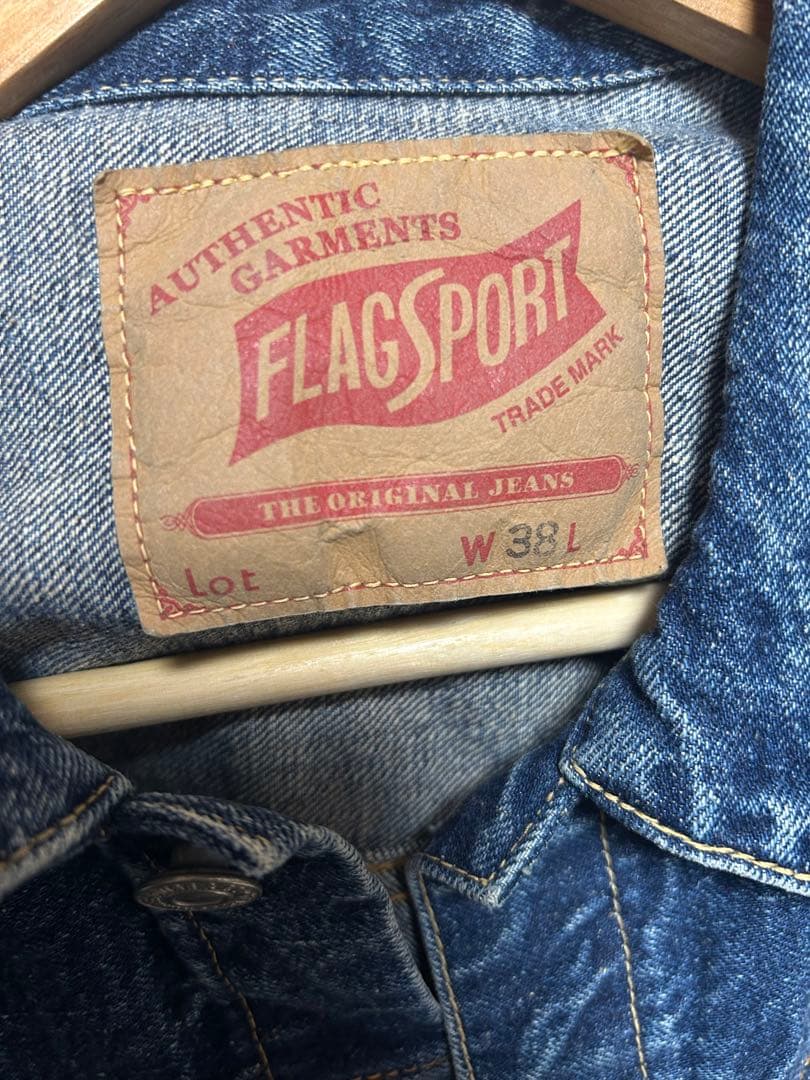 AUTHENTIC
GARMENTS
FLAGSPORT
TRADE MARK
THE ORIGINAL JEANS
Lot W 38 L